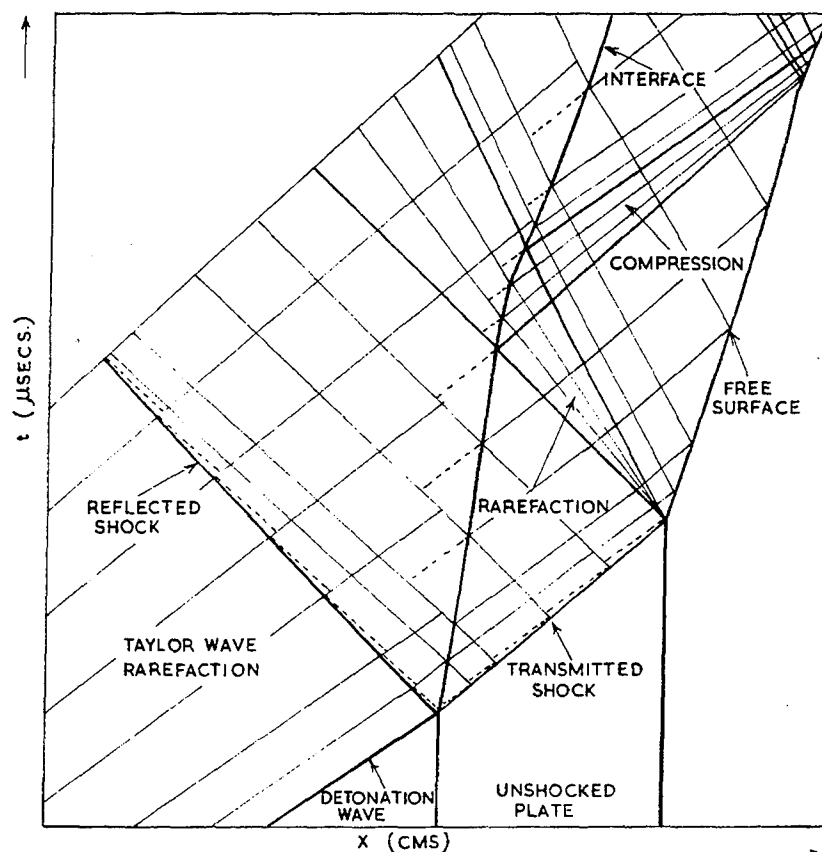 INTERFACE
COMPRESSION
FREE
SURFACE
t (μSECS.)
REFLECTED
SHOCK
RAREFACTION
TAYLOR WAVE
RAREFACTION
TRANSMITTED
SHOCK
DETONATION
WAVE
UNSHOCKED
PLATE
X (CMS)